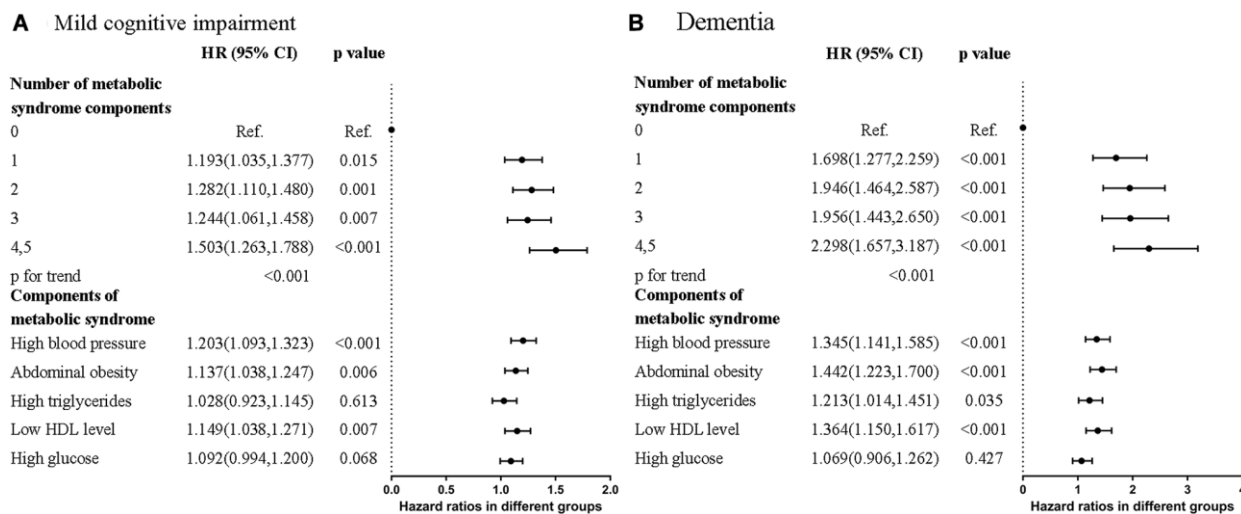 A Mild cognitive impairment
HR (95% CI) p value
Number of metabolic
syndrome components
0 Ref. Ref.
1 1.193(1.035,1.377) 0.015
2 1.282(1.110,1.480) 0.001
3 1.244(1.061,1.458) 0.007
4,5 1.503(1.263,1.788) <0.001
p for trend <0.001
Components of
metabolic syndrome
High blood pressure 1.203(1.093,1.323) <0.001
Abdominal obesity 1.137(1.038,1.247) 0.006
High triglycerides 1.028(0.923,1.145) 0.613
Low HDL level 1.149(1.038,1.271) 0.007
High glucose 1.092(0.994,1.200) 0.068
0.0 0.5 1.0 1.5 2.0
Hazard ratios in different groups
B Dementia
HR (95% CI) p value
Number of metabolic
syndrome components
0 Ref. Ref.
1 1.698(1.277,2.259) <0.001
2 1.946(1.464,2.587) <0.001
3 1.956(1.443,2.650) <0.001
4,5 2.298(1.657,3.187) <0.001
p for trend <0.001
Components of
metabolic syndrome
High blood pressure 1.345(1.141,1.585) <0.001
Abdominal obesity 1.442(1.223,1.700) <0.001
High triglycerides 1.213(1.014,1.451) 0.035
Low HDL level 1.364(1.150,1.617) <0.001
High glucose 1.069(0.906,1.262) 0.427
0 1 2 3 4
Hazard ratios in different groups